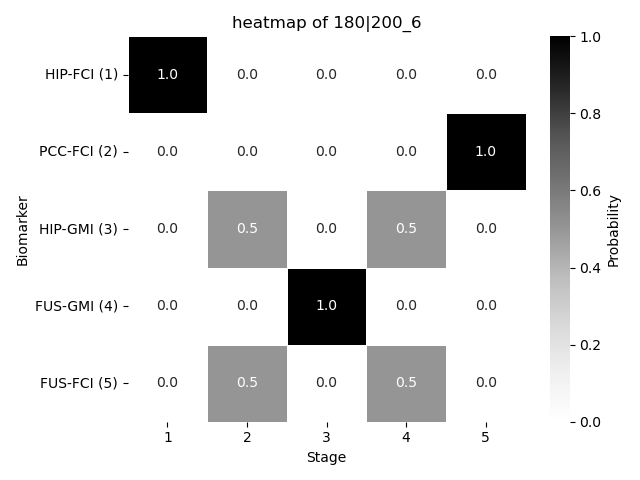 heatmap of 180|200_6
HIP-FCI (1) 1.0 0.0 0.0 0.0 0.0
PCC-FCI (2) 0.0 0.0 0.0 0.0 1.0
HIP-GMI (3) 0.0 0.5 0.0 0.5 0.0
FUS-GMI (4) 0.0 0.0 1.0 0.0 0.0
FUS-FCI (5) 0.0 0.5 0.0 0.5 0.0
1 2 3 4 5
Stage
Biomarker
1.0
0.8
0.6
0.4
0.2
0.0
Probability